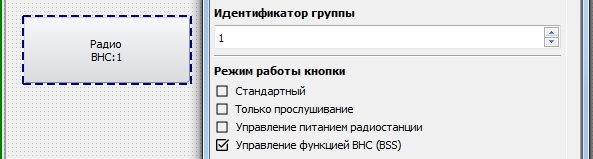 Радио
ВНС:1
Идентификатор группы
1
Режим работы кнопки
Стандартный
Только прослушивание
Управление питанием радиостанции
Управление функцией ВНС (BSS)